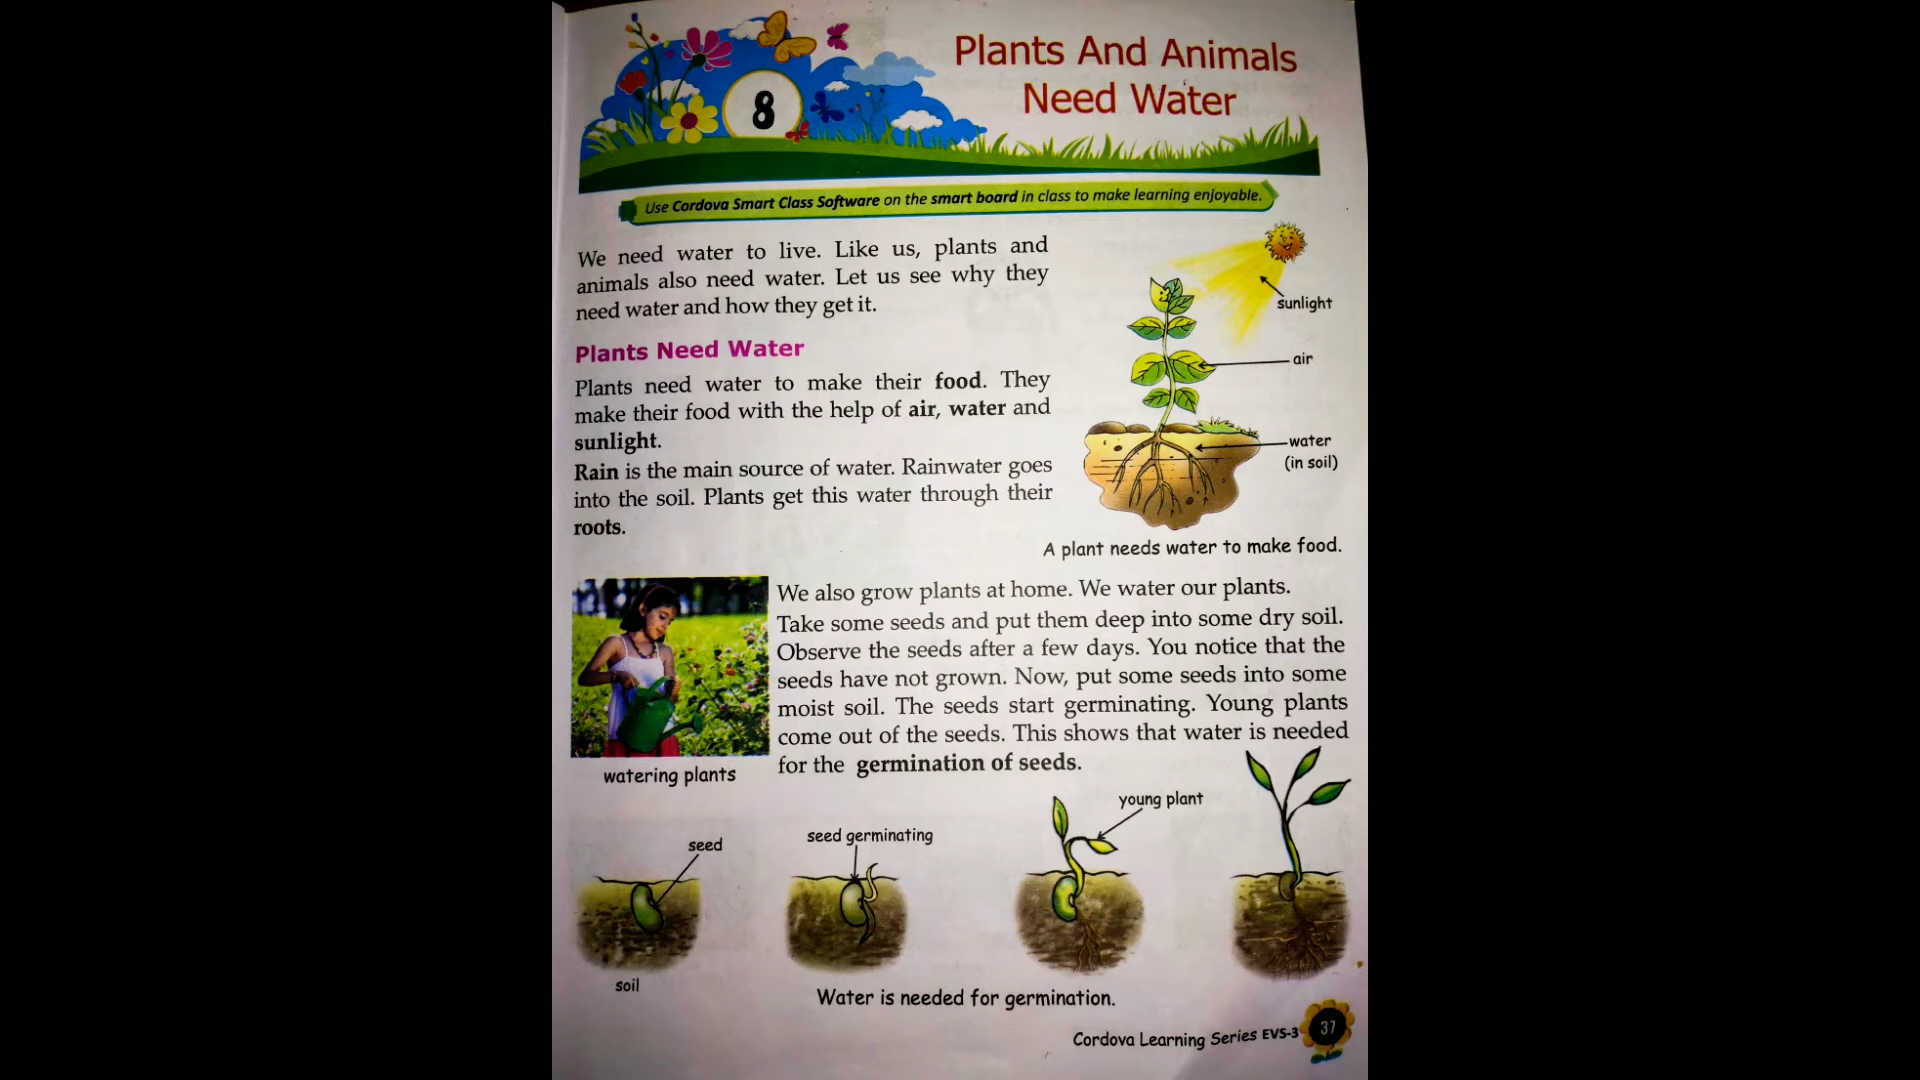 8
Plants And Animals
Need Water
Use Cordova Smart Class Software on the smart board in class to make learning enjoyable.
We need water to live. Like us, plants and
animals also need water. Let us see why they
need water and how they get it.
Plants Need Water
Plants need water to make their food. They
make their food with the help of air, water and
sunlight.
Rain is the main source of water. Rainwater goes
into the soil. Plants get this water through their
roots.
sunlight
air
water
(in soil)
A plant needs water to make food.
We also grow plants at home. We water our plants.
Take some seeds and put them deep into some dry soil.
Observe the seeds after a few days. You notice that the
seeds have not grown. Now, put some seeds into some
moist soil. The seeds start germinating. Young plants
come out of the seeds. This shows that water is needed
for the germination of seeds.
watering plants
seed
seed germinating
young plant
soil
Water is needed for germination.
Cordova Learning Series EVS-3
37